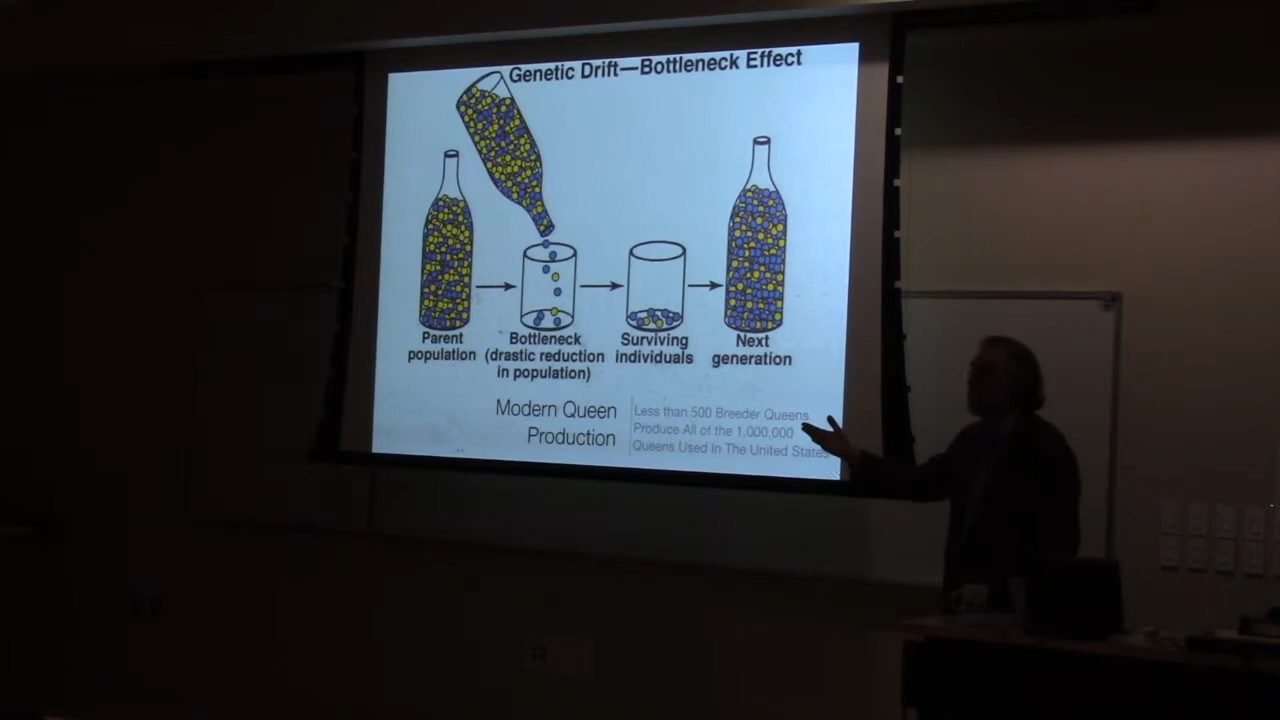 Genetic Drift—Bottleneck Effect
Parent
population
Bottleneck
(drastic reduction
in population)
Surviving
individuals
Next
generation
Modern Queen
Production
Less than 500 Breeder Queens
Produce All of the 1,000,000
Queens Used In The United States